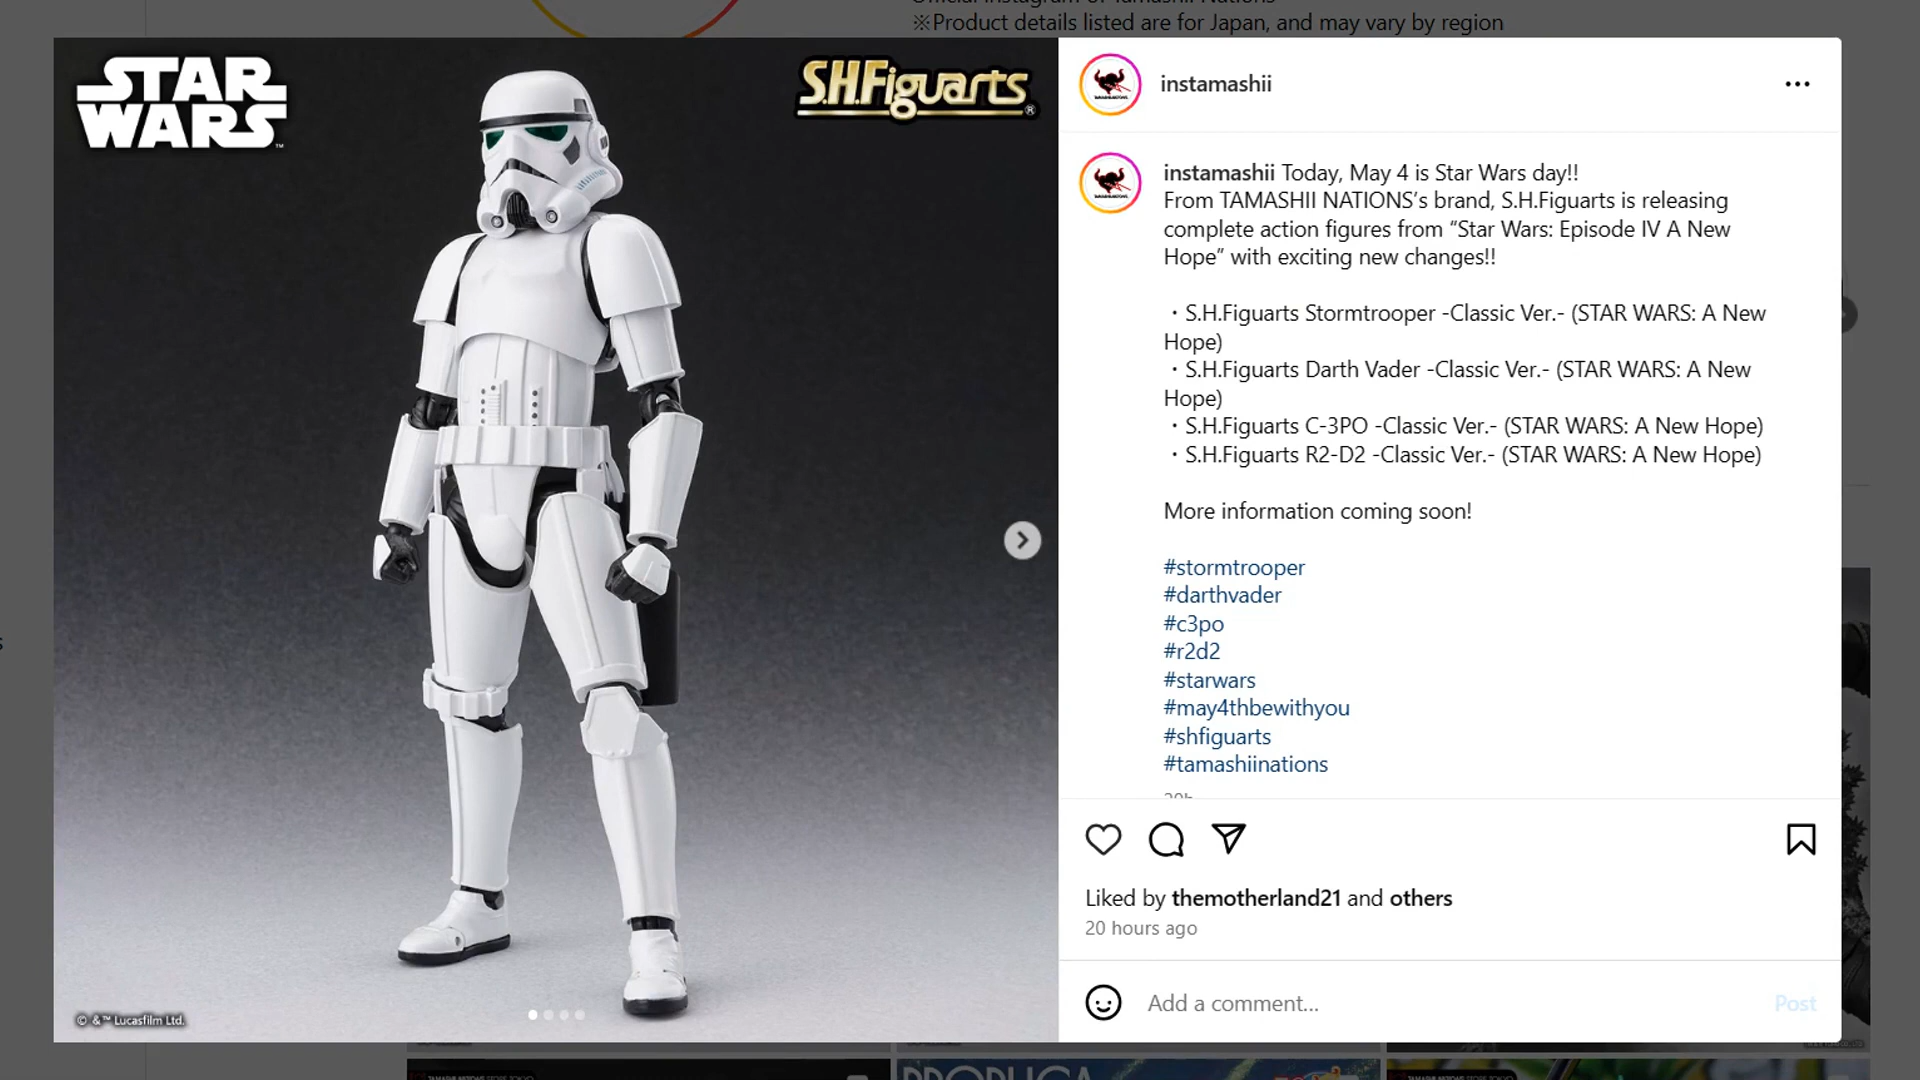 ※Product details listed are for Japan, and may vary by region
STAR
WARS
™
S.H.Figuarts®
© &™ Lucasfilm Ltd.
instamashii
instamashii Today, May 4 is Star Wars day!!
From TAMASHII NATIONS’s brand, S.H.Figuarts is releasing
complete action figures from “Star Wars: Episode IV A New
Hope” with exciting new changes!!
・S.H.Figuarts Stormtrooper -Classic Ver.- (STAR WARS: A New
Hope)
・S.H.Figuarts Darth Vader -Classic Ver.- (STAR WARS: A New
Hope)
・S.H.Figuarts C-3PO -Classic Ver.- (STAR WARS: A New Hope)
・S.H.Figuarts R2-D2 -Classic Ver.- (STAR WARS: A New Hope)
More information coming soon!
#stormtrooper
#darthvader
#c3po
#r2d2
#starwars
#may4thbewithyou
#shfiguarts
#tamashiinations
Liked by themotherland21 and others
20 hours ago
Add a comment...
Post